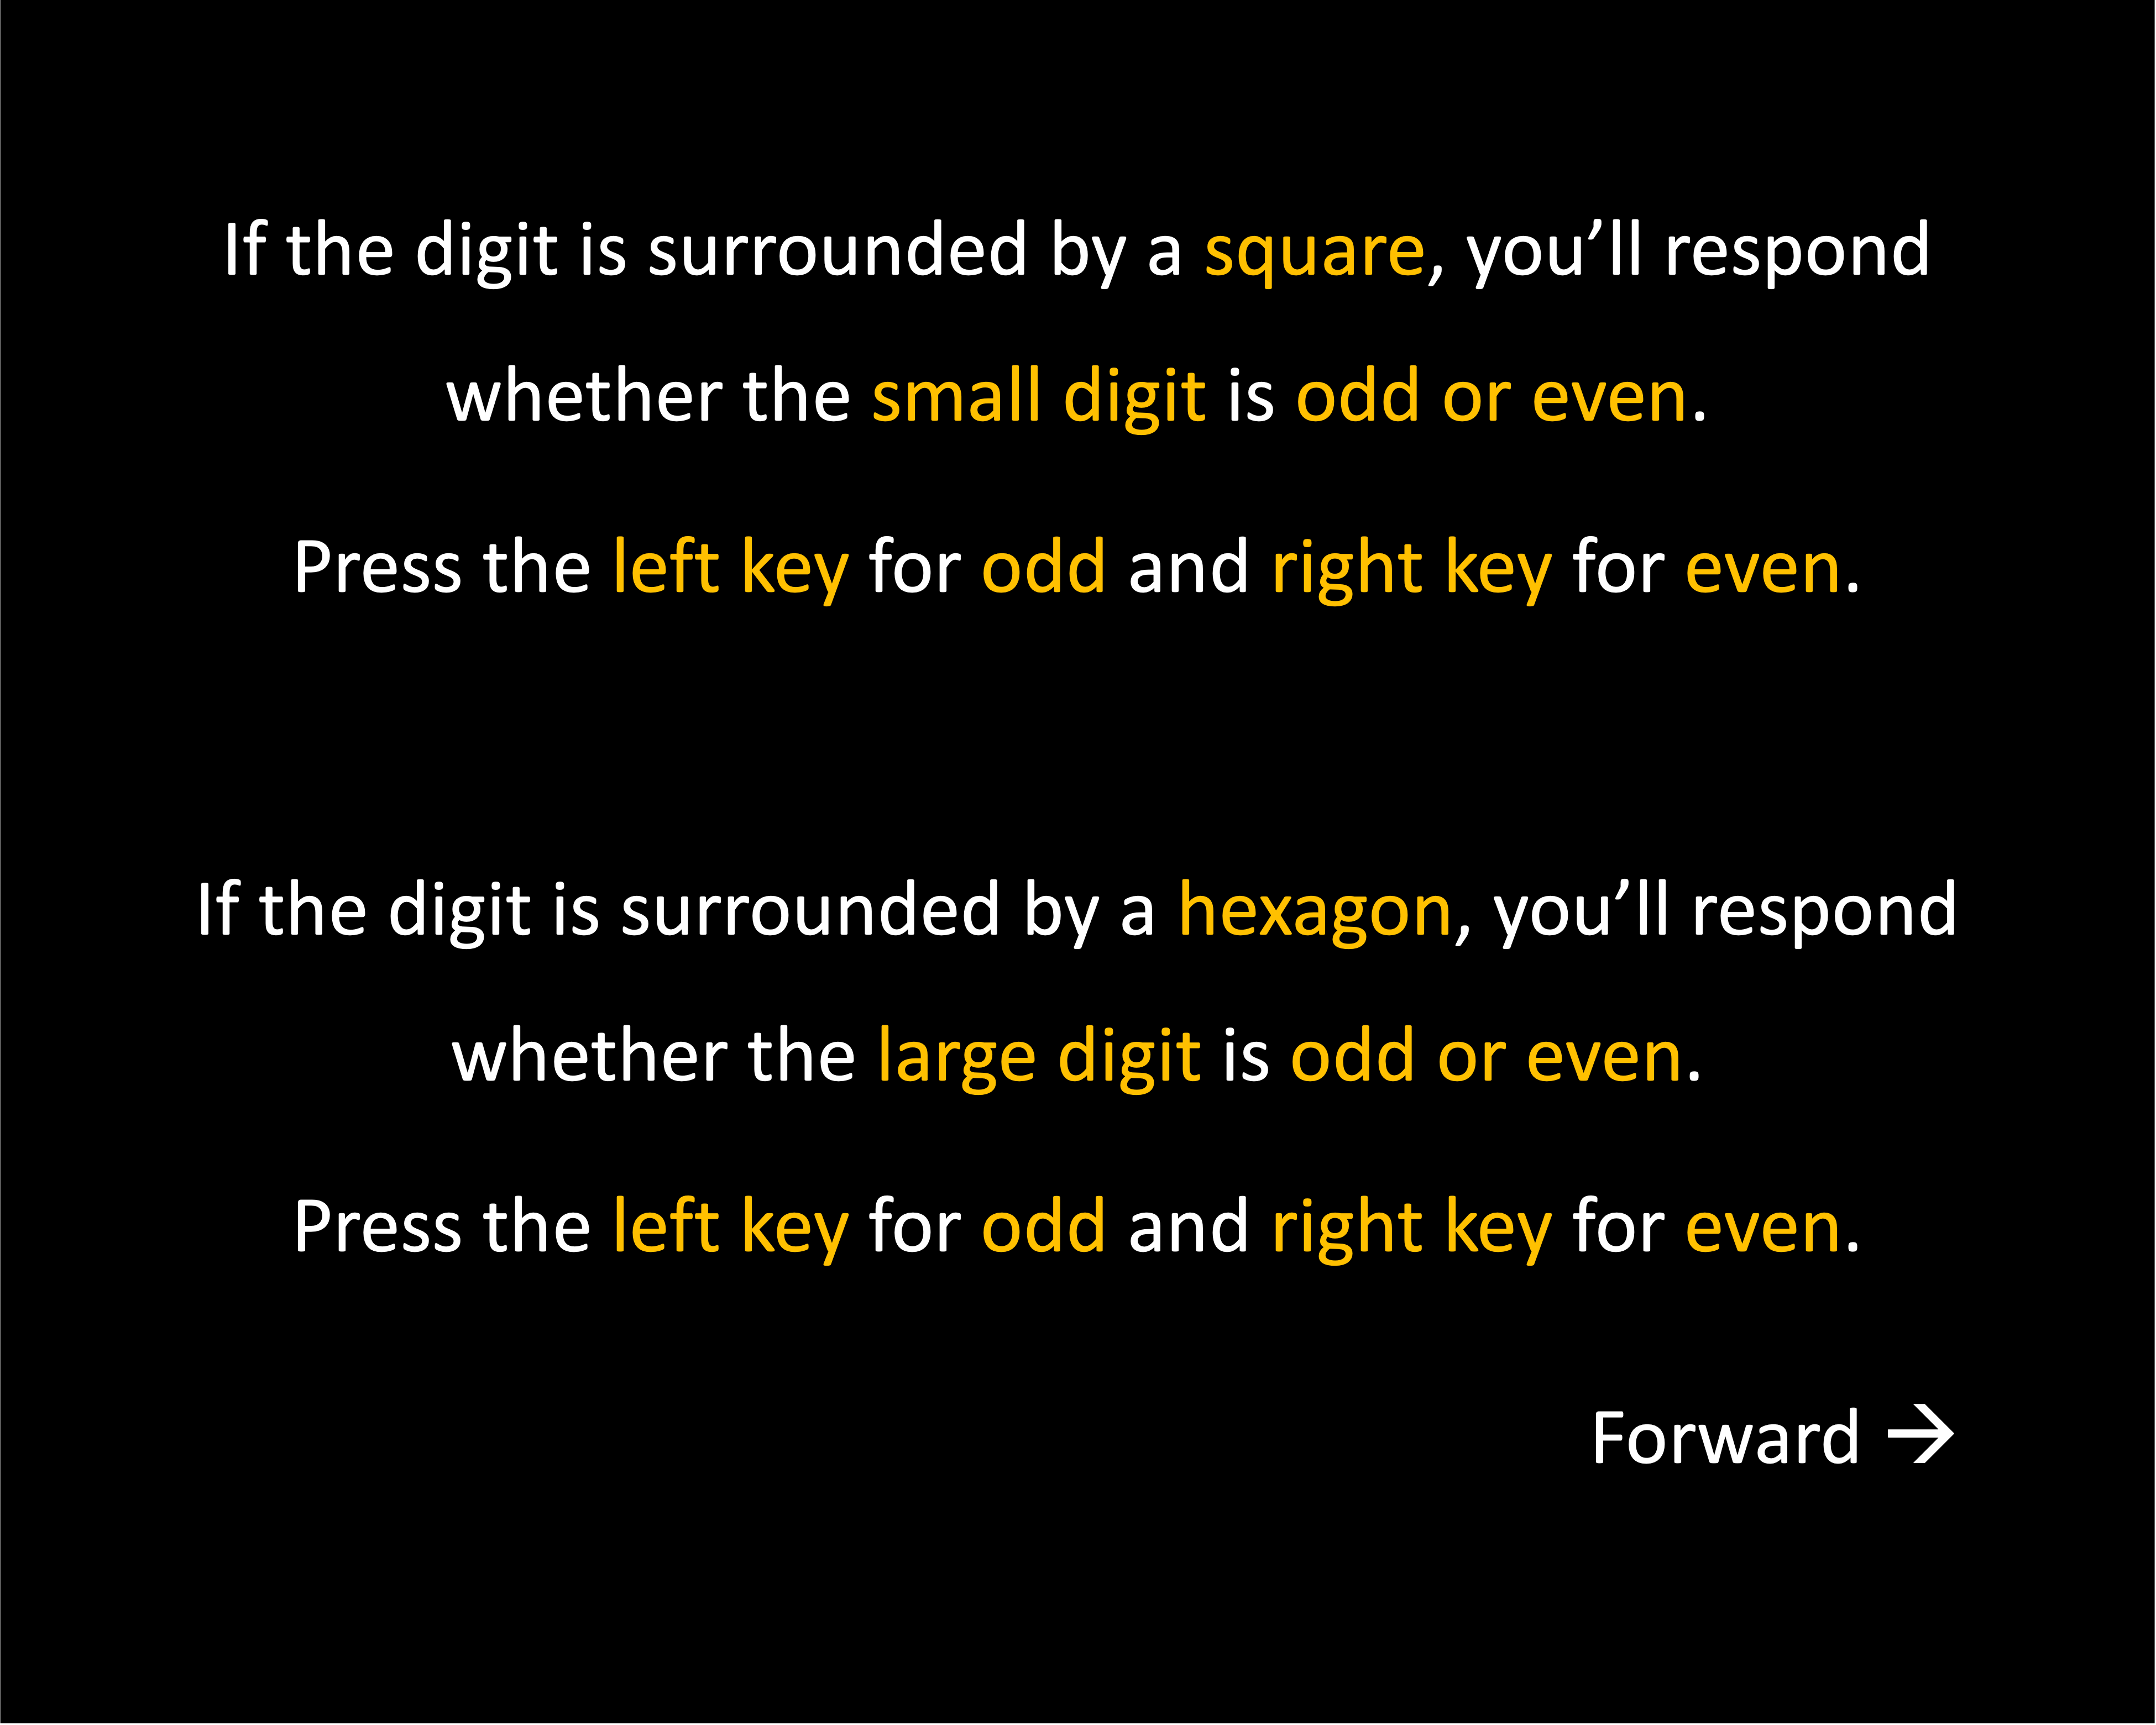 If the digit is surrounded by a square, you’ll respond
whether the small digit is odd or even.
Press the left key for odd and right key for even.
If the digit is surrounded by a hexagon, you’ll respond
whether the large digit is odd or even.
Press the left key for odd and right key for even.
Forward →